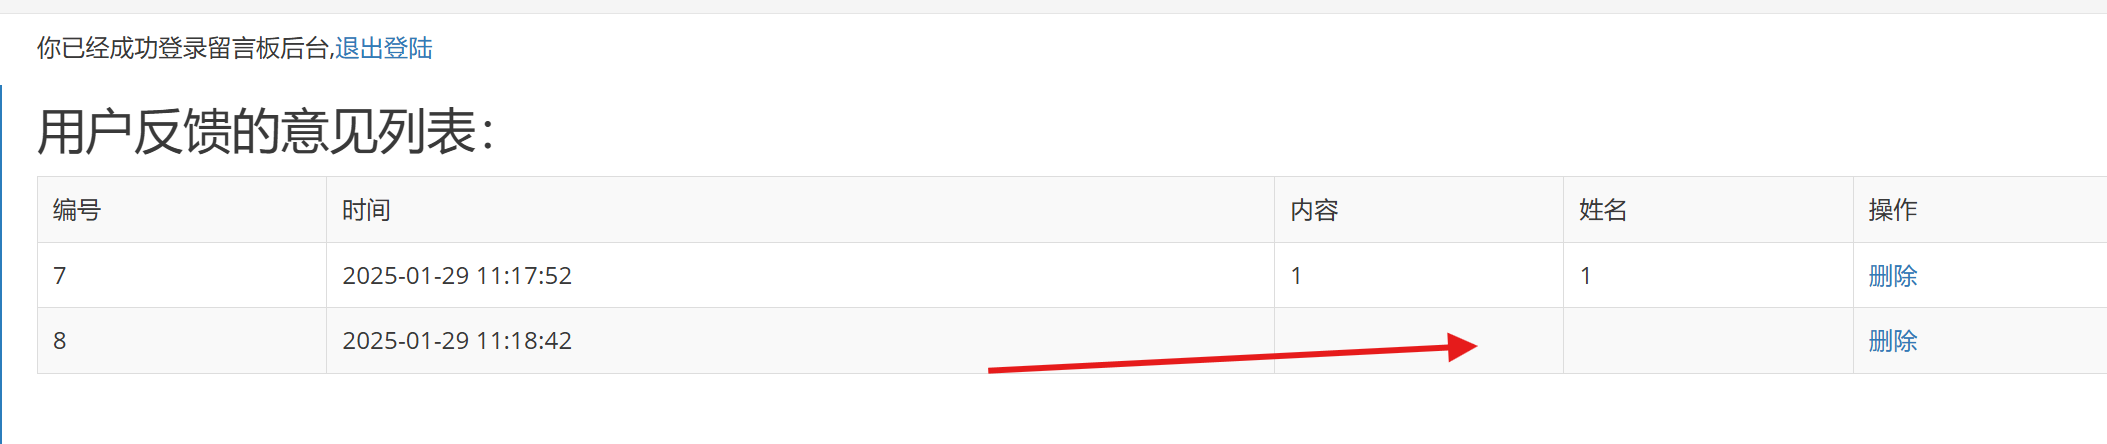 你已经成功登录留言板后台,退出登陆
用户反馈的意见列表：
编号 时间 内容 姓名 操作
7 2025-01-29 11:17:52 1 1 删除
8 2025-01-29 11:18:42 删除